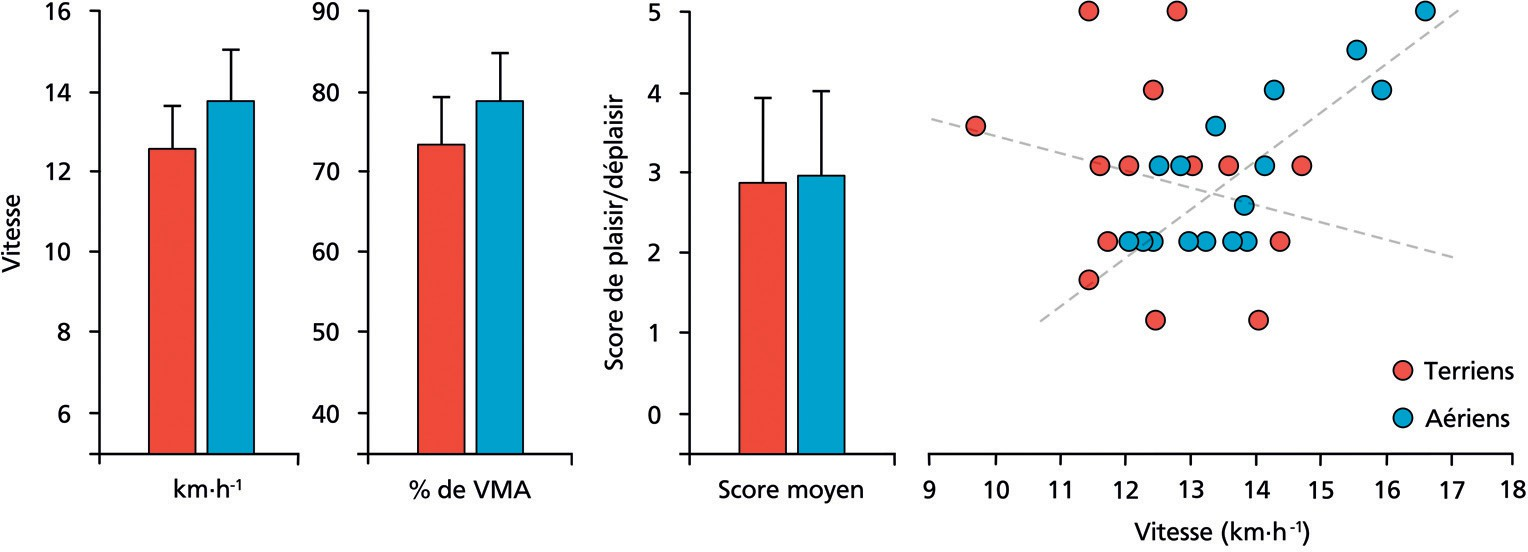 Vitesse
16
14
12
10
8
6
km·h-1
90
80
70
60
50
40
% de VMA
Score de plaisir/déplaisir
5
4
3
2
1
0
Score moyen
Terriens
Aériens
9 10 11 12 13 14 15 16 17 18
Vitesse (km·h-1)